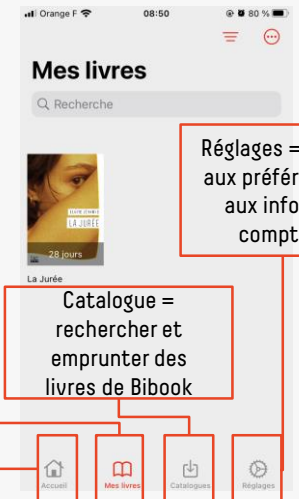 Orange F 08:50 80 %
Mes livres
Recherche
Réglages =
aux préfér
aux info
compt
LA JURÉE
28 jours
La Jurée
Catalogue =
rechercher et
emprunter des
livres de Bibook
Accueil Mes livres Catalogues Réglages